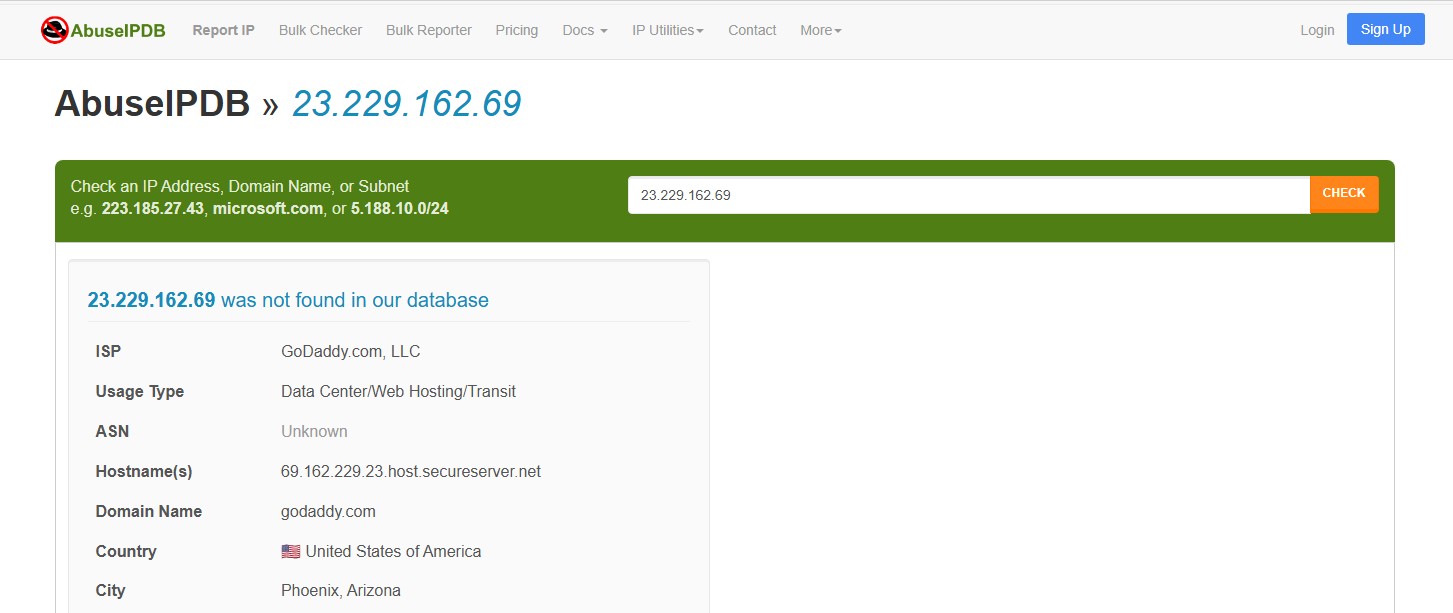 AbuseIPDB Report IP Bulk Checker Bulk Reporter Pricing Docs IP Utilities More Contact Login Sign Up
AbuseIPDB » 23.229.162.69
Check an IP Address, Domain Name, or Subnet
e.g. 223.185.27.43, microsoft.com, or 5.188.10.0/24
23.229.162.69 CHECK
23.229.162.69 was not found in our database
ISP GoDaddy.com, LLC
Usage Type Data Center/Web Hosting/Transit
ASN Unknown
Hostname(s) 69.162.229.23.host.secureserver.net
Domain Name godaddy.com
Country United States of America
City Phoenix, Arizona